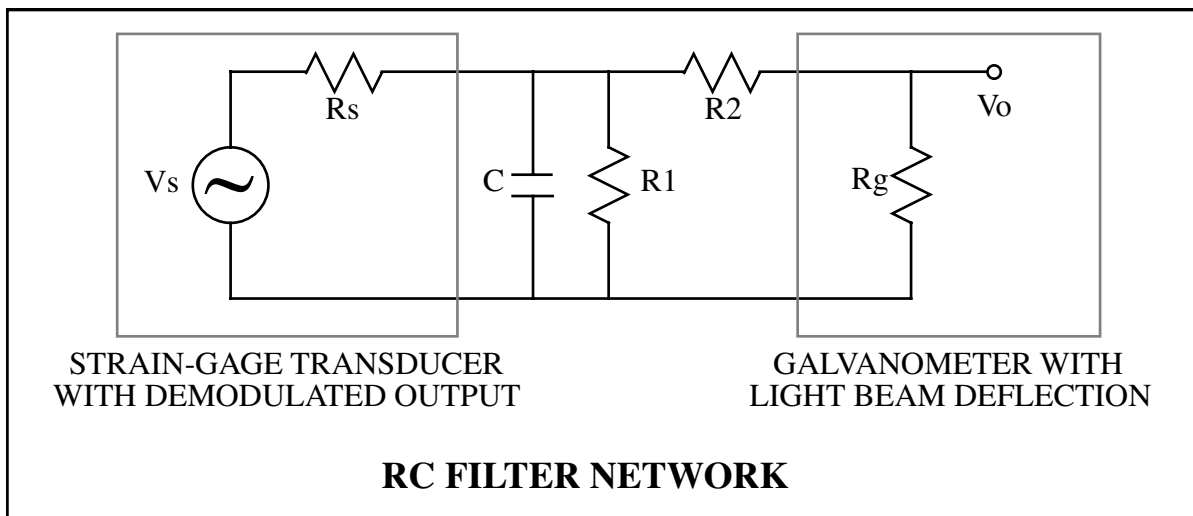 Rs
R2
Vo
Vs
C
R1
Rg
STRAIN-GAGE TRANSDUCER
WITH DEMODULATED OUTPUT
GALVANOMETER WITH
LIGHT BEAM DEFLECTION
RC FILTER NETWORK